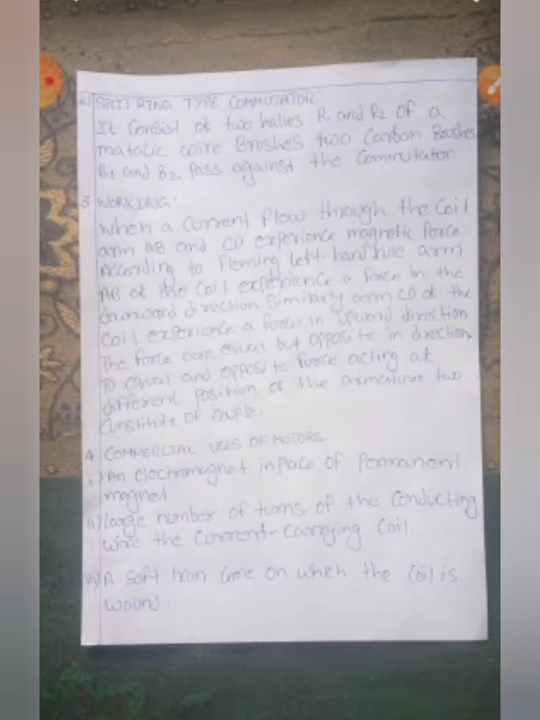 SPLIT RING TYPE COMMUTATOR:
It Consist of two halves R1 and R2 of a
matalic core Brushes two Carbon Brushes
B1 and B2 Pass against the Commutator.
3 WORKING:
When a Current flow through the Coil
arm AB and CD experience magnetic force
According to Fleming left hand rule arm
AB of the Coil experience a force in the
downward direction. Similarly arm CD of the
Coil experience a force in Upward direction
The force are equal but opposite in direction
To equal and opposite force acting at
different position of the armature two
Constitute of couple.
4. COMMERCIAL USES OF MOTORS
i) An electromagnet inplace of Permanent
magnet
ii) Large number of turns of the Conducting
wire the Current-Carrying Coil
iii) A Soft Iron Core on which the Coil is
wound.